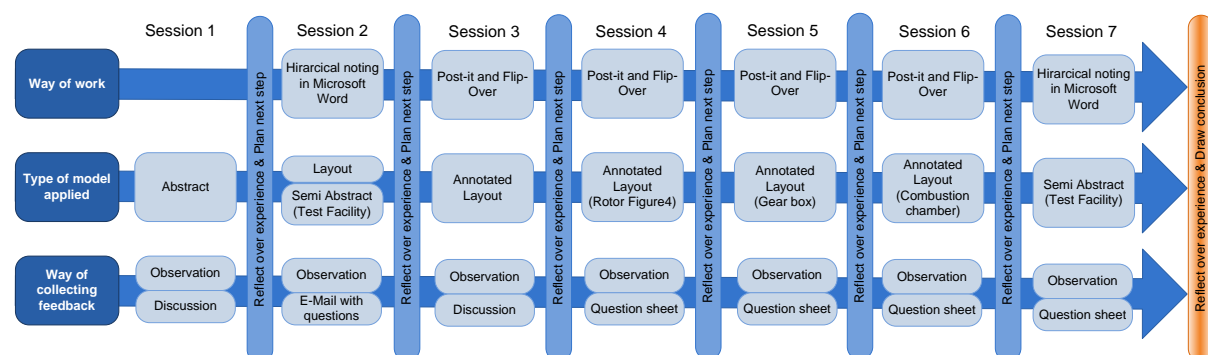 Session 1
Session 2
Session 3
Session 4
Session 5
Session 6
Session 7
Way of work
Hirarcical noting
in Microsoft
Word
Post-it and Flip-
Over
Post-it and Flip-
Over
Post-it and Flip-
Over
Post-it and Flip-
Over
Hirarcical noting
in Microsoft
Word
Type of model
applied
Abstract
Layout
Semi Abstract
(Test Facility)
Annotated
Layout
Annotated
Layout
(Rotor Figure4)
Annotated
Layout
(Gear box)
Annotated
Layout
(Combustion
chamber)
Semi Abstract
(Test Facility)
Way of
collecting
feedback
Observation
Discussion
Observation
E-Mail with
questions
Observation
Discussion
Observation
Question sheet
Observation
Question sheet
Observation
Question sheet
Observation
Question sheet
Reflect over experience & Plan next step
Reflect over experience & Plan next step
Reflect over experience & Plan next step
Reflect over experience & Plan next step
Reflect over experience & Plan next step
Reflect over experience & Plan next step
Reflect over experience & Draw conclusion